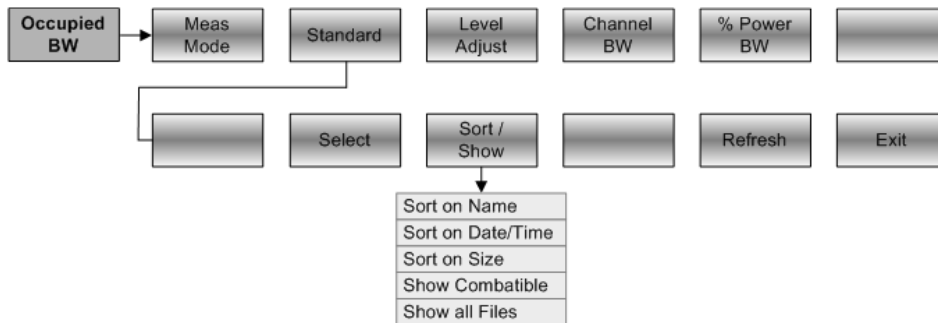 Occupied
BW
Meas
Mode
Standard
Level
Adjust
Channel
BW
% Power
BW
Select
Sort /
Show
Refresh
Exit
Sort on Name
Sort on Date/Time
Sort on Size
Show Combatible
Show all Files